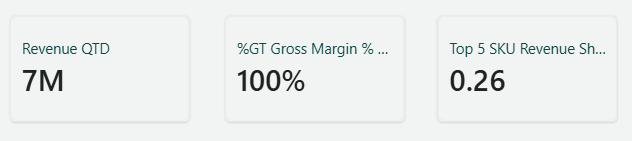 Revenue QTD
7M
%GT Gross Margin % ...
100%
Top 5 SKU Revenue Sh...
0.26